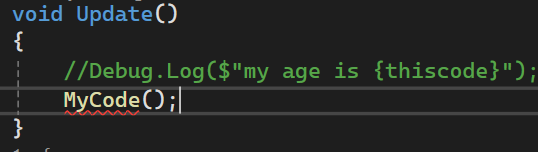 void Update()
{
//Debug.Log($"my age is {thiscode}");
MyCode();
}